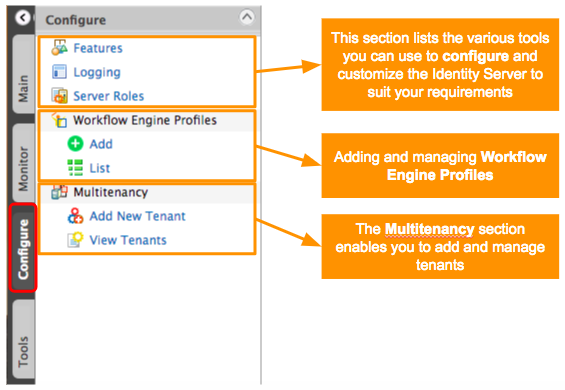 Configure
Main
Monitor
Configure
Tools
Features
Logging
Server Roles
Workflow Engine Profiles
Add
List
Multitenancy
Add New Tenant
View Tenants
This section lists the various tools
you can use to configure and
customize the Identity Server to
suit your requirements
Adding and managing Workflow
Engine Profiles
The Multitenancy section
enables you to add and manage
tenants